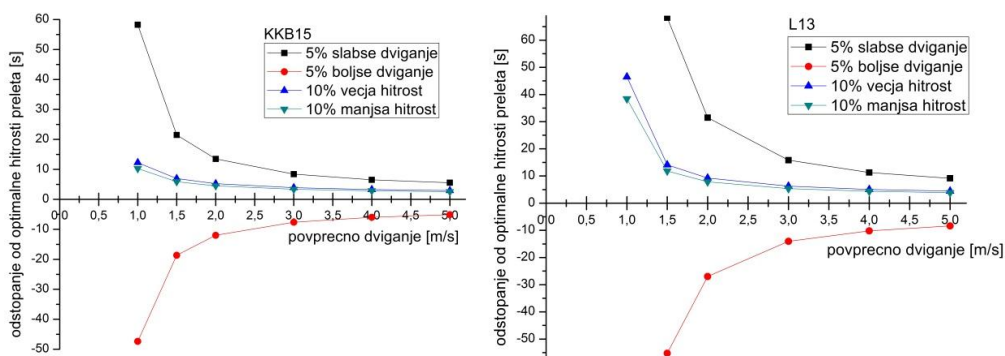 KKB15
5% slabse dviganje
5% boljse dviganje
10% vecja hitrost
10% manjsa hitrost
odstopanje od optimalne hitrosti preleta [s]
60
50
40
30
20
10
0
-10
-20
-30
-40
-50
0,0 0,5 1,0 1,5 2,0 2,5 3,0 3,5 4,0 4,5 5,0
povprecno dviganje [m/s]
L13
5% slabse dviganje
5% boljse dviganje
10% vecja hitrost
10% manjsa hitrost
odstopanje od optimalne hitrosti preleta [s]
60
50
40
30
20
10
0
-10
-20
-30
-40
-50
0,0 0,5 1,0 1,5 2,0 2,5 3,0 3,5 4,0 4,5 5,0
povprecno dviganje [m/s]